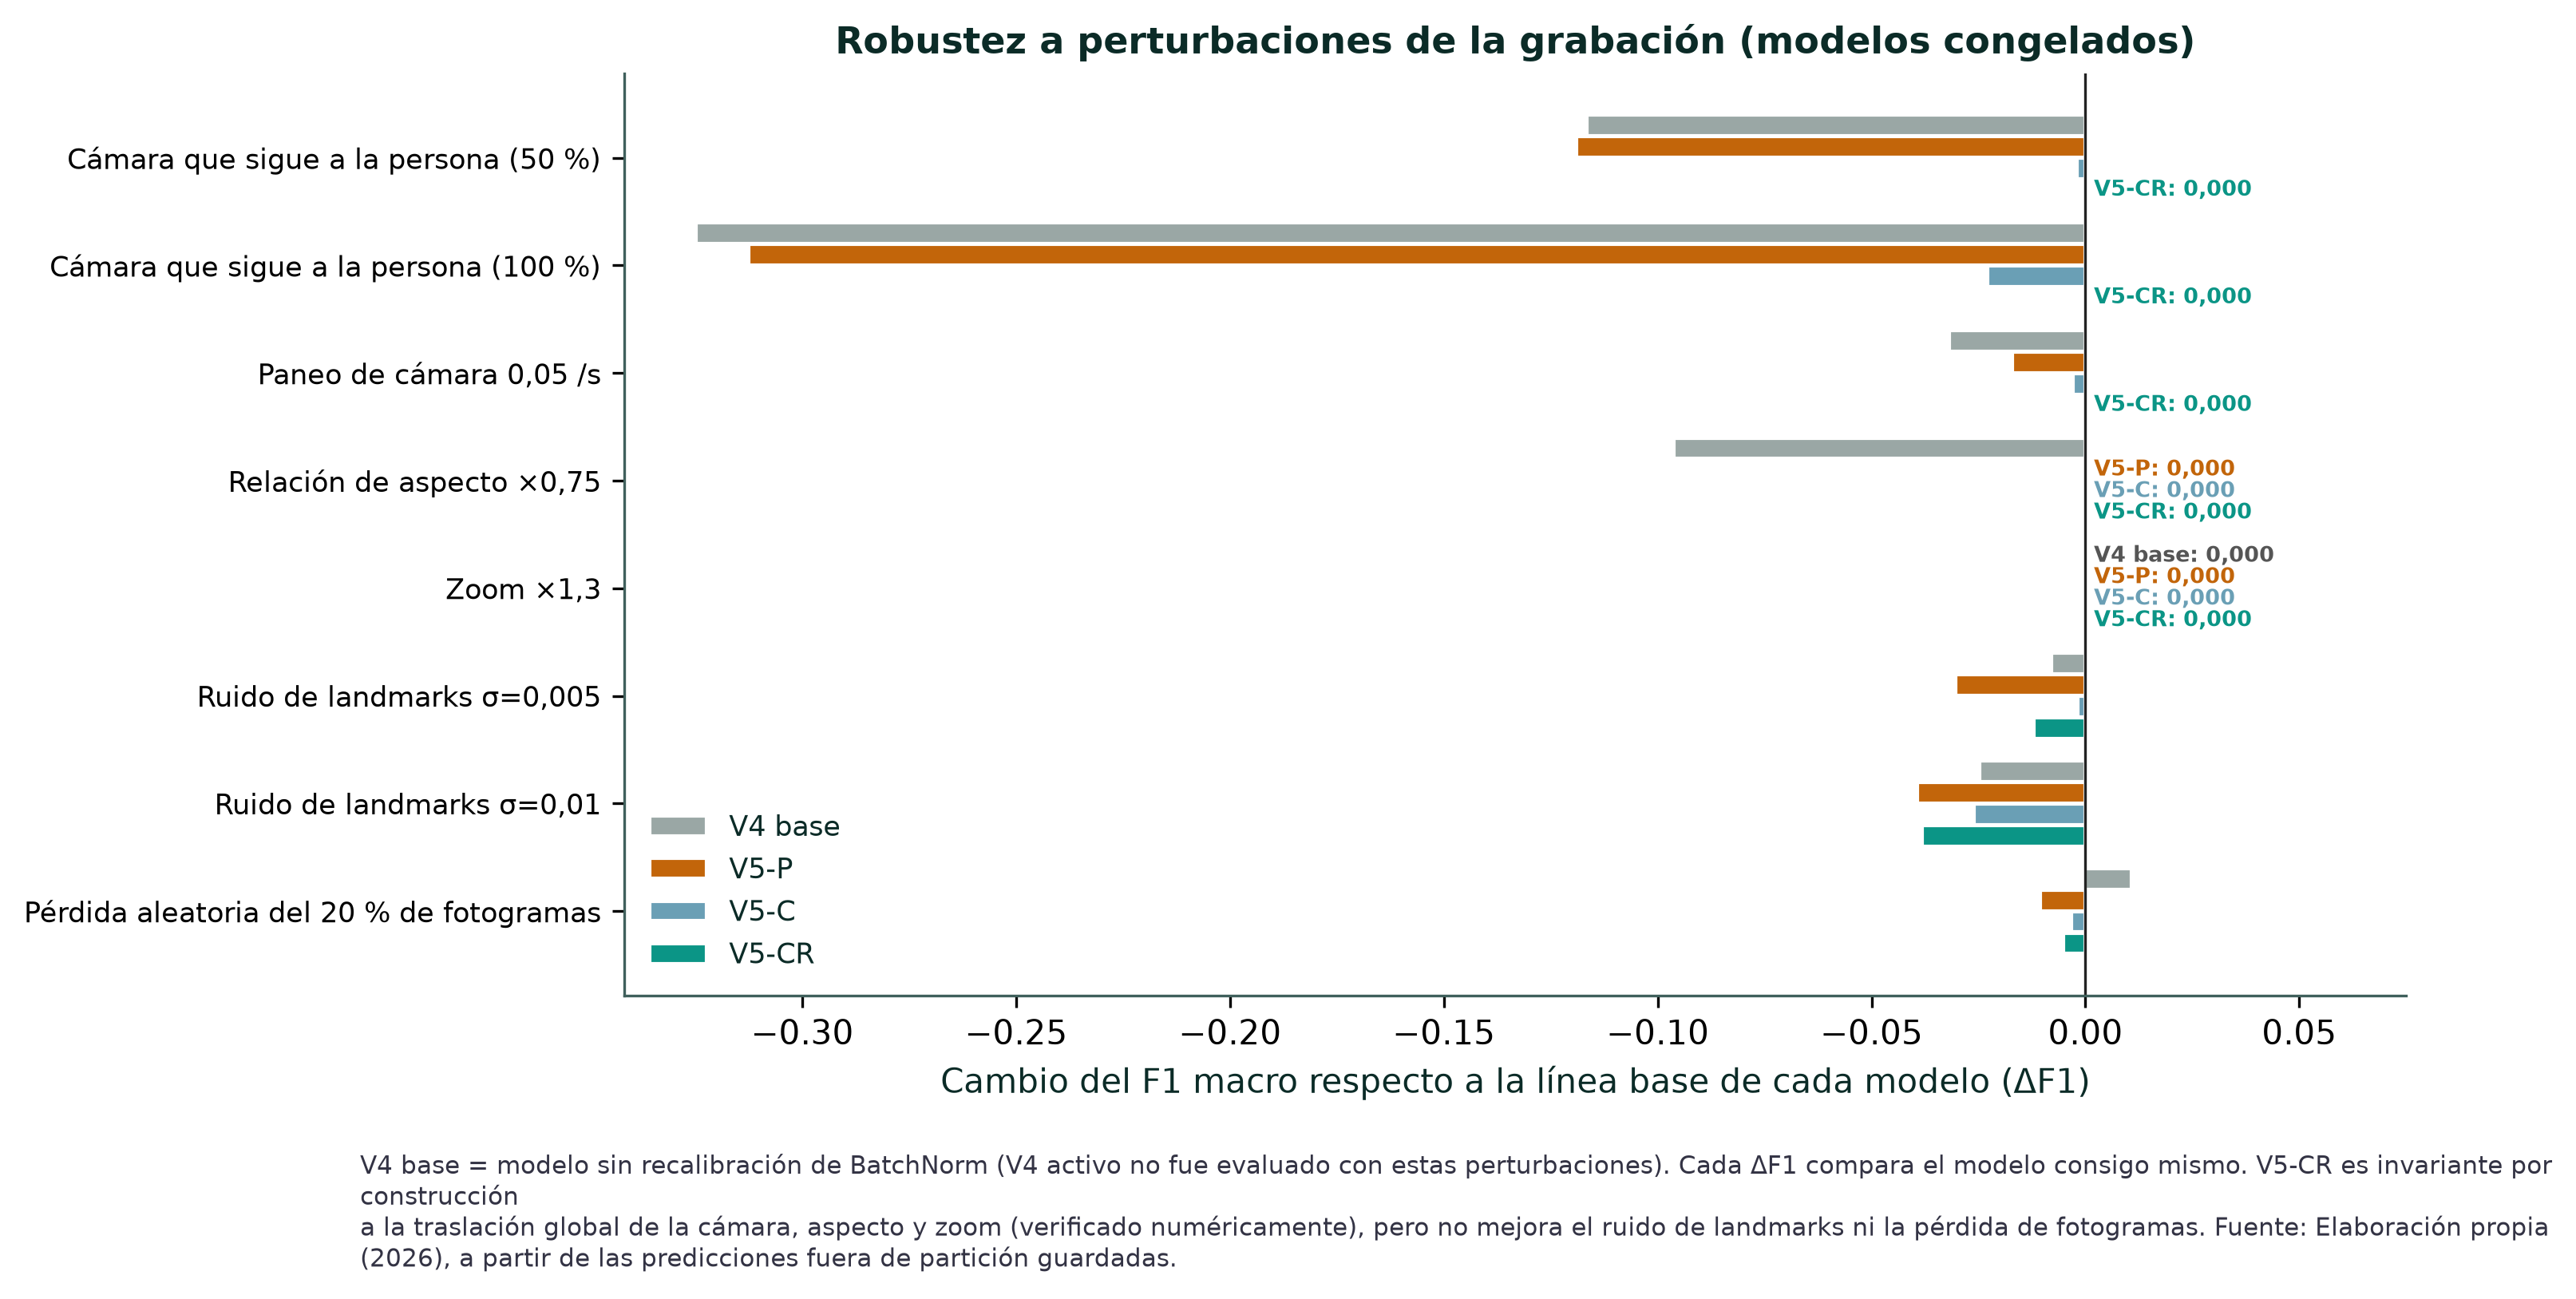 Robustez a perturbaciones de la grabación (modelos congelados)
Cámara que sigue a la persona (50 %)
V5-CR: 0,000
Cámara que sigue a la persona (100 %)
V5-CR: 0,000
Paneo de cámara 0,05 /s
V5-CR: 0,000
Relación de aspecto ×0,75
V5-P: 0,000
V5-C: 0,000
V5-CR: 0,000
Zoom ×1,3
V4 base: 0,000
V5-P: 0,000
V5-C: 0,000
V5-CR: 0,000
Ruido de landmarks σ=0,005
Ruido de landmarks σ=0,01
Pérdida aleatoria del 20 % de fotogramas
V4 base
V5-P
V5-C
V5-CR
−0.30 −0.25 −0.20 −0.15 −0.10 −0.05 0.00 0.05
Cambio del F1 macro respecto a la línea base de cada modelo (ΔF1)
V4 base = modelo sin recalibración de BatchNorm (V4 activo no fue evaluado con estas perturbaciones). Cada ΔF1 compara el modelo consigo mismo. V5-CR es invariante por
construcción
a la traslación global de la cámara, aspecto y zoom (verificado numéricamente), pero no mejora el ruido de landmarks ni la pérdida de fotogramas. Fuente: Elaboración propia
(2026), a partir de las predicciones fuera de partición guardadas.